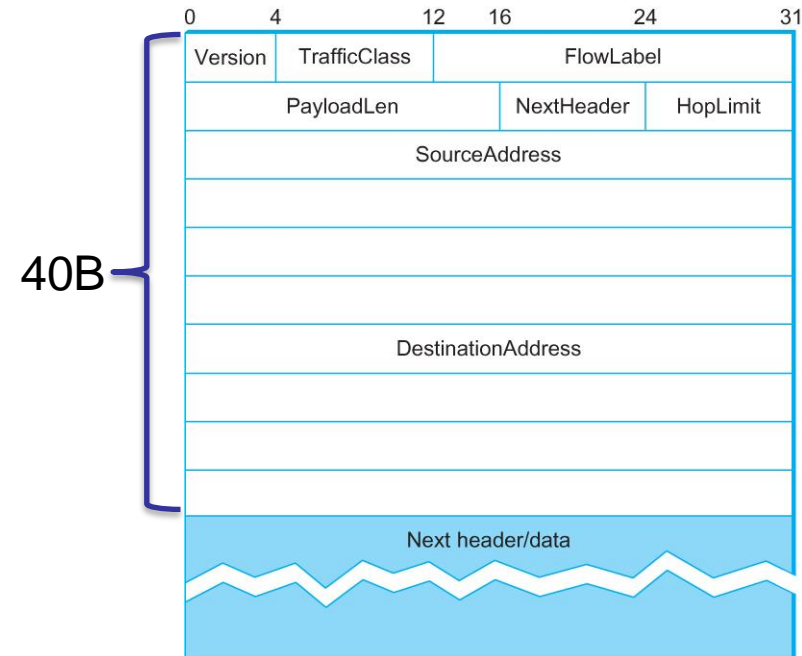 0 4 12 16 24 31
Version TrafficClass FlowLabel
PayloadLen NextHeader HopLimit
SourceAddress
40B
DestinationAddress
Next header/data